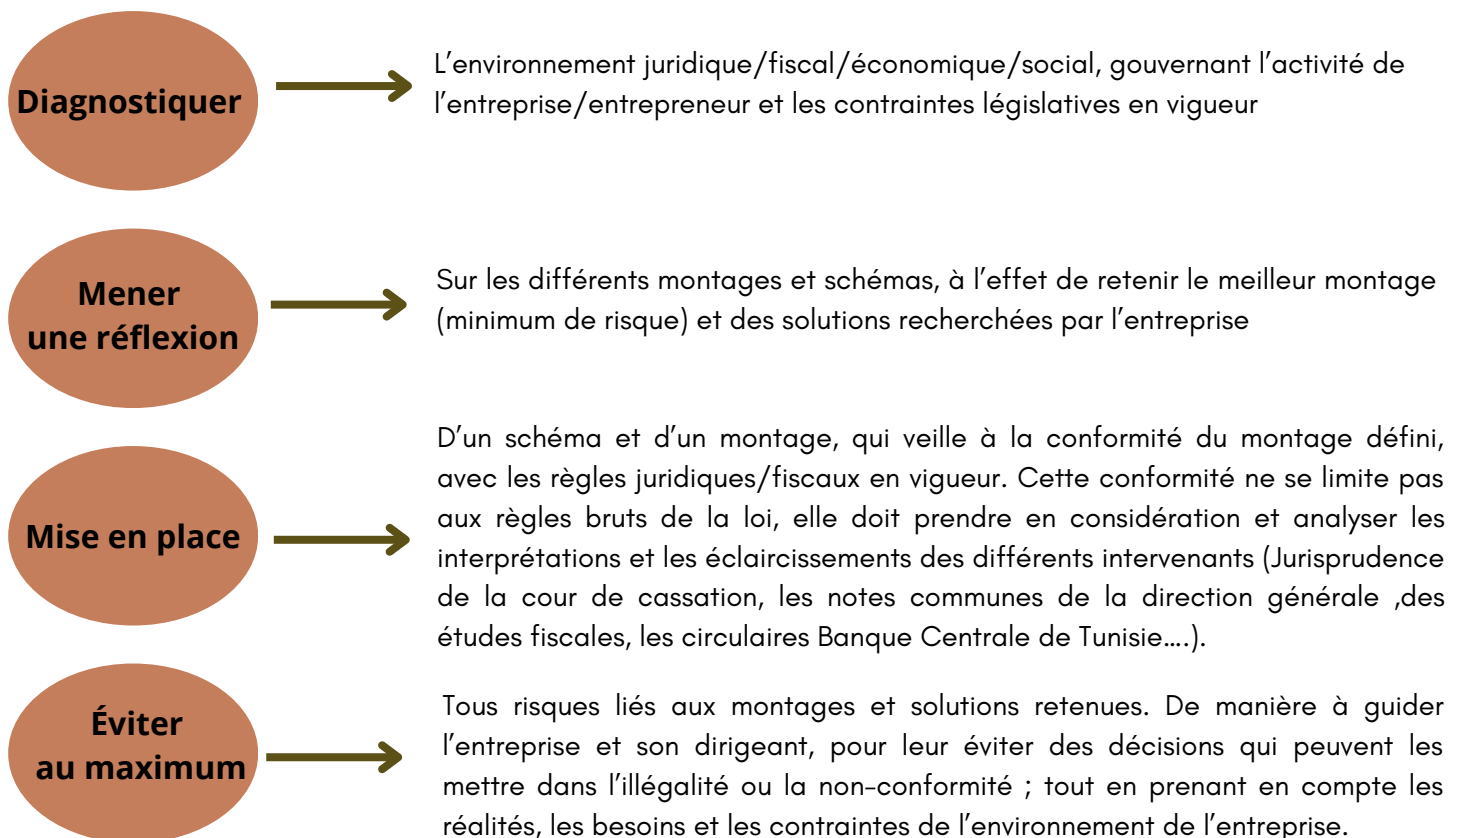 Diagnostiquer
L'environnement juridique/fiscal/économique/social, gouvernant l'activité de
l'entreprise/entrepreneur et les contraintes législatives en vigueur
Mener
une réflexion
Sur les différents montages et schémas, à l'effet de retenir le meilleur montage
(minimum de risque) et des solutions recherchées par l'entreprise
Mise en place
D'un schéma et d'un montage, qui veille à la conformité du montage défini,
avec les règles juridiques/fiscaux en vigueur. Cette conformité ne se limite pas
aux règles bruts de la loi, elle doit prendre en considération et analyser les
interprétations et les éclaircissements des différents intervenants (Jurisprudence
de la cour de cassation, les notes communes de la direction générale ,des
études fiscales, les circulaires Banque Centrale de Tunisie....).
Éviter
au maximum
Tous risques liés aux montages et solutions retenues. De manière à guider
l'entreprise et son dirigeant, pour leur éviter des décisions qui peuvent les
mettre dans l'illégalité ou la non-conformité ; tout en prenant en compte les
réalités, les besoins et les contraintes de l'environnement de l'entreprise.